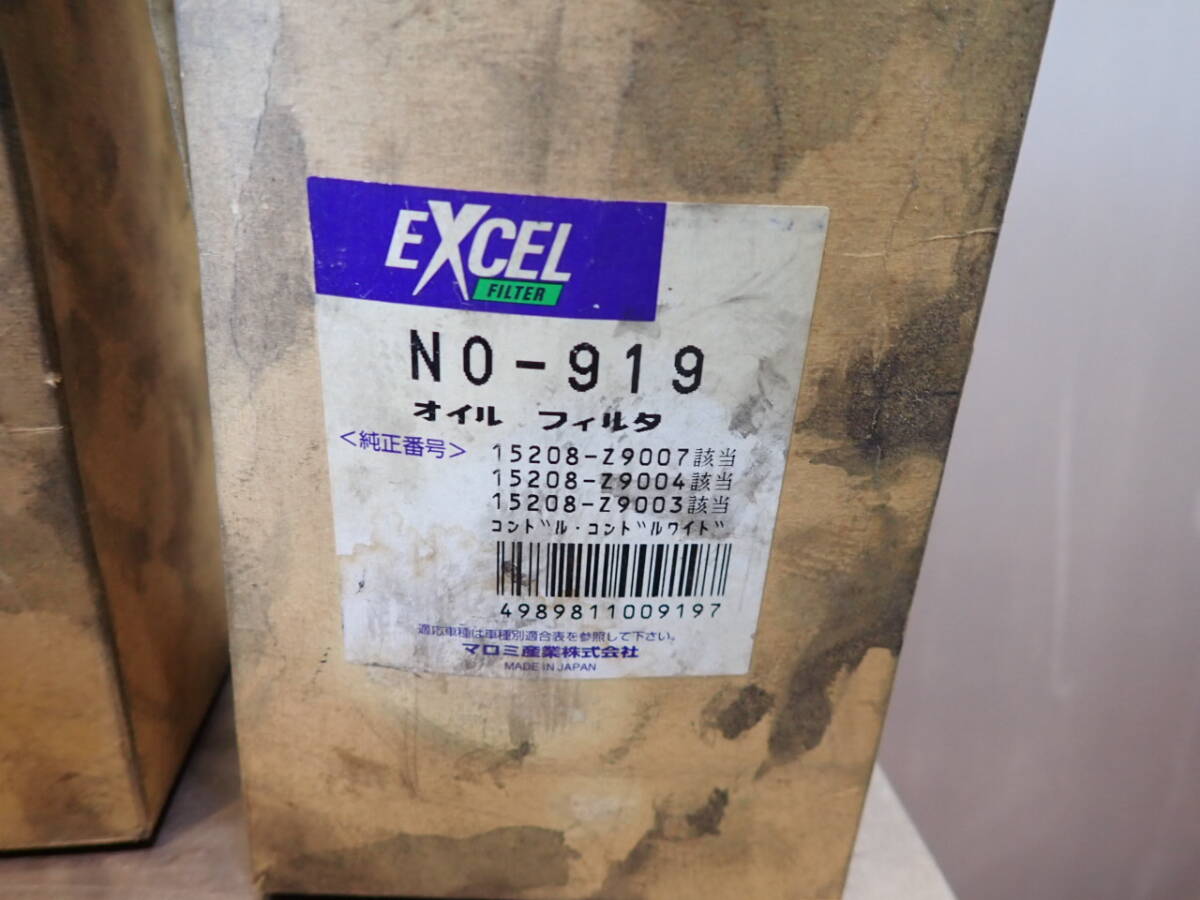 EXCEL
FILTER
NO-919
オイル フィルタ
<純正番号> 15208-Z9007該当
15208-Z9004該当
15208-Z9003該当
コンドル・コンドルワイド
4989811009197
適応車種は車種別適合表を参照して下さい。
マロミ産業株式会社
MADE IN JAPAN